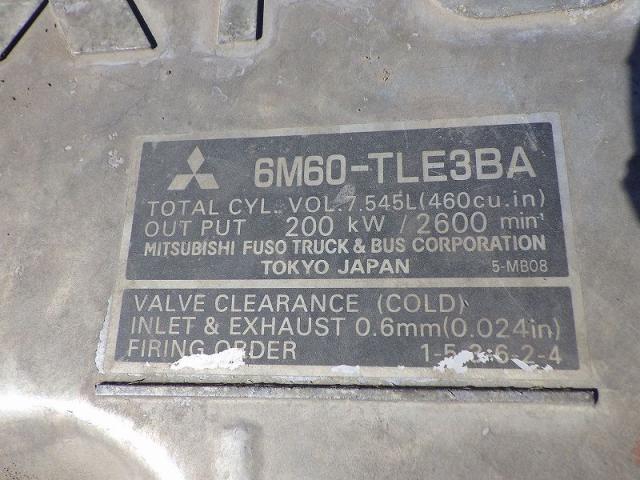 6M60-TLE3BA
TOTAL CYL. VOL. 7.545L(460cu.in)
OUT PUT 200 kW / 2600 min⁻¹
MITSUBISHI FUSO TRUCK & BUS CORPORATION
TOKYO JAPAN 5-MB08
VALVE CLEARANCE (COLD)
INLET & EXHAUST 0.6mm(0.024in)
FIRING ORDER 1-5-3-6-2-4